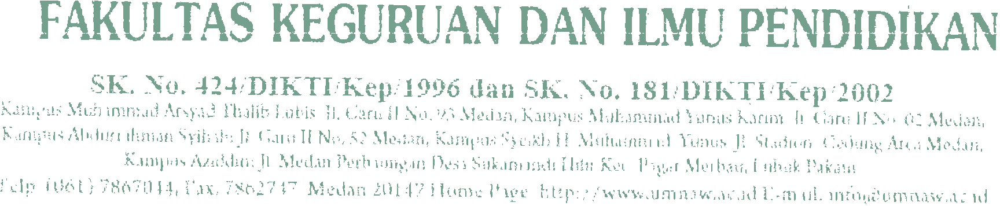 FAKULTAS KEGURUAN DAN ILMU PENDIDIKAN
SK. No. 424/DIKTI/Kep/1996 dan SK. No. 181/DIKTI/Kep/2002
Kampus Muhammad Arsyad Thalib Lubis Jl. Garu II No. 93 Medan, Kampus Muhammad Yunus Karim Jl. Garu II No. 02 Medan,
Kampus Abdurrahman Syihab Jl. Garu II No. 52 Medan, Kampus Syeikh H. Muhammad Yunus Jl. Stadion Gedung Arca Medan,
Kampus Azaddin Jl. Medan Perbaungan Desa Sukamandi Hilir Kec. Pagar Merbau, Lubuk Pakam
Telp. (061) 7867044, Fax. 7862747 Medan 20147 Home Page http://www.umnaw.ac.id E-mail. info@umnaw.ac.id